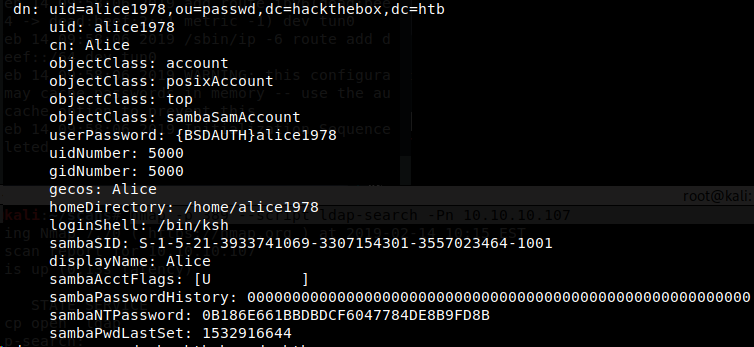 dn: uid=alice1978,ou=passwd,dc=hackthebox,dc=htb
uid: alice1978
cn: Alice
objectClass: account
objectClass: posixAccount
objectClass: top
objectClass: sambaSamAccount
userPassword: {BSDAUTH}alice1978
uidNumber: 5000
gidNumber: 5000
gecos: Alice
root@kali:
homeDirectory: /home/alice1978
script ldap-search -Pn 10.10.10.107
loginShell: /bin/ksh
sambaSID: S-1-5-21-3933741069-3307154301-3557023464-1001
displayName: Alice
sambaAcctFlags: [U          ]
sambaPasswordHistory: 000000000000000000000000000000000000000000000000000000000000
sambaNTPassword: 0B186E661BBDBDCF6047784DE8B9FD8B
sambaPwdLastSet: 1532916644